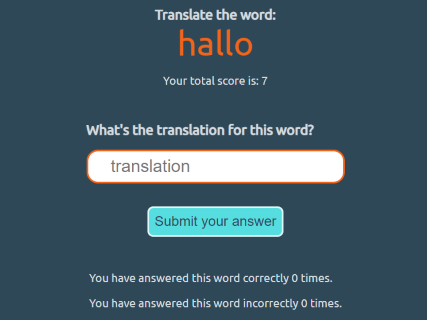 Translate the word:
hallo
Your total score is: 7
What's the translation for this word?
translation
Submit your answer
You have answered this word correctly 0 times.
You have answered this word incorrectly 0 times.